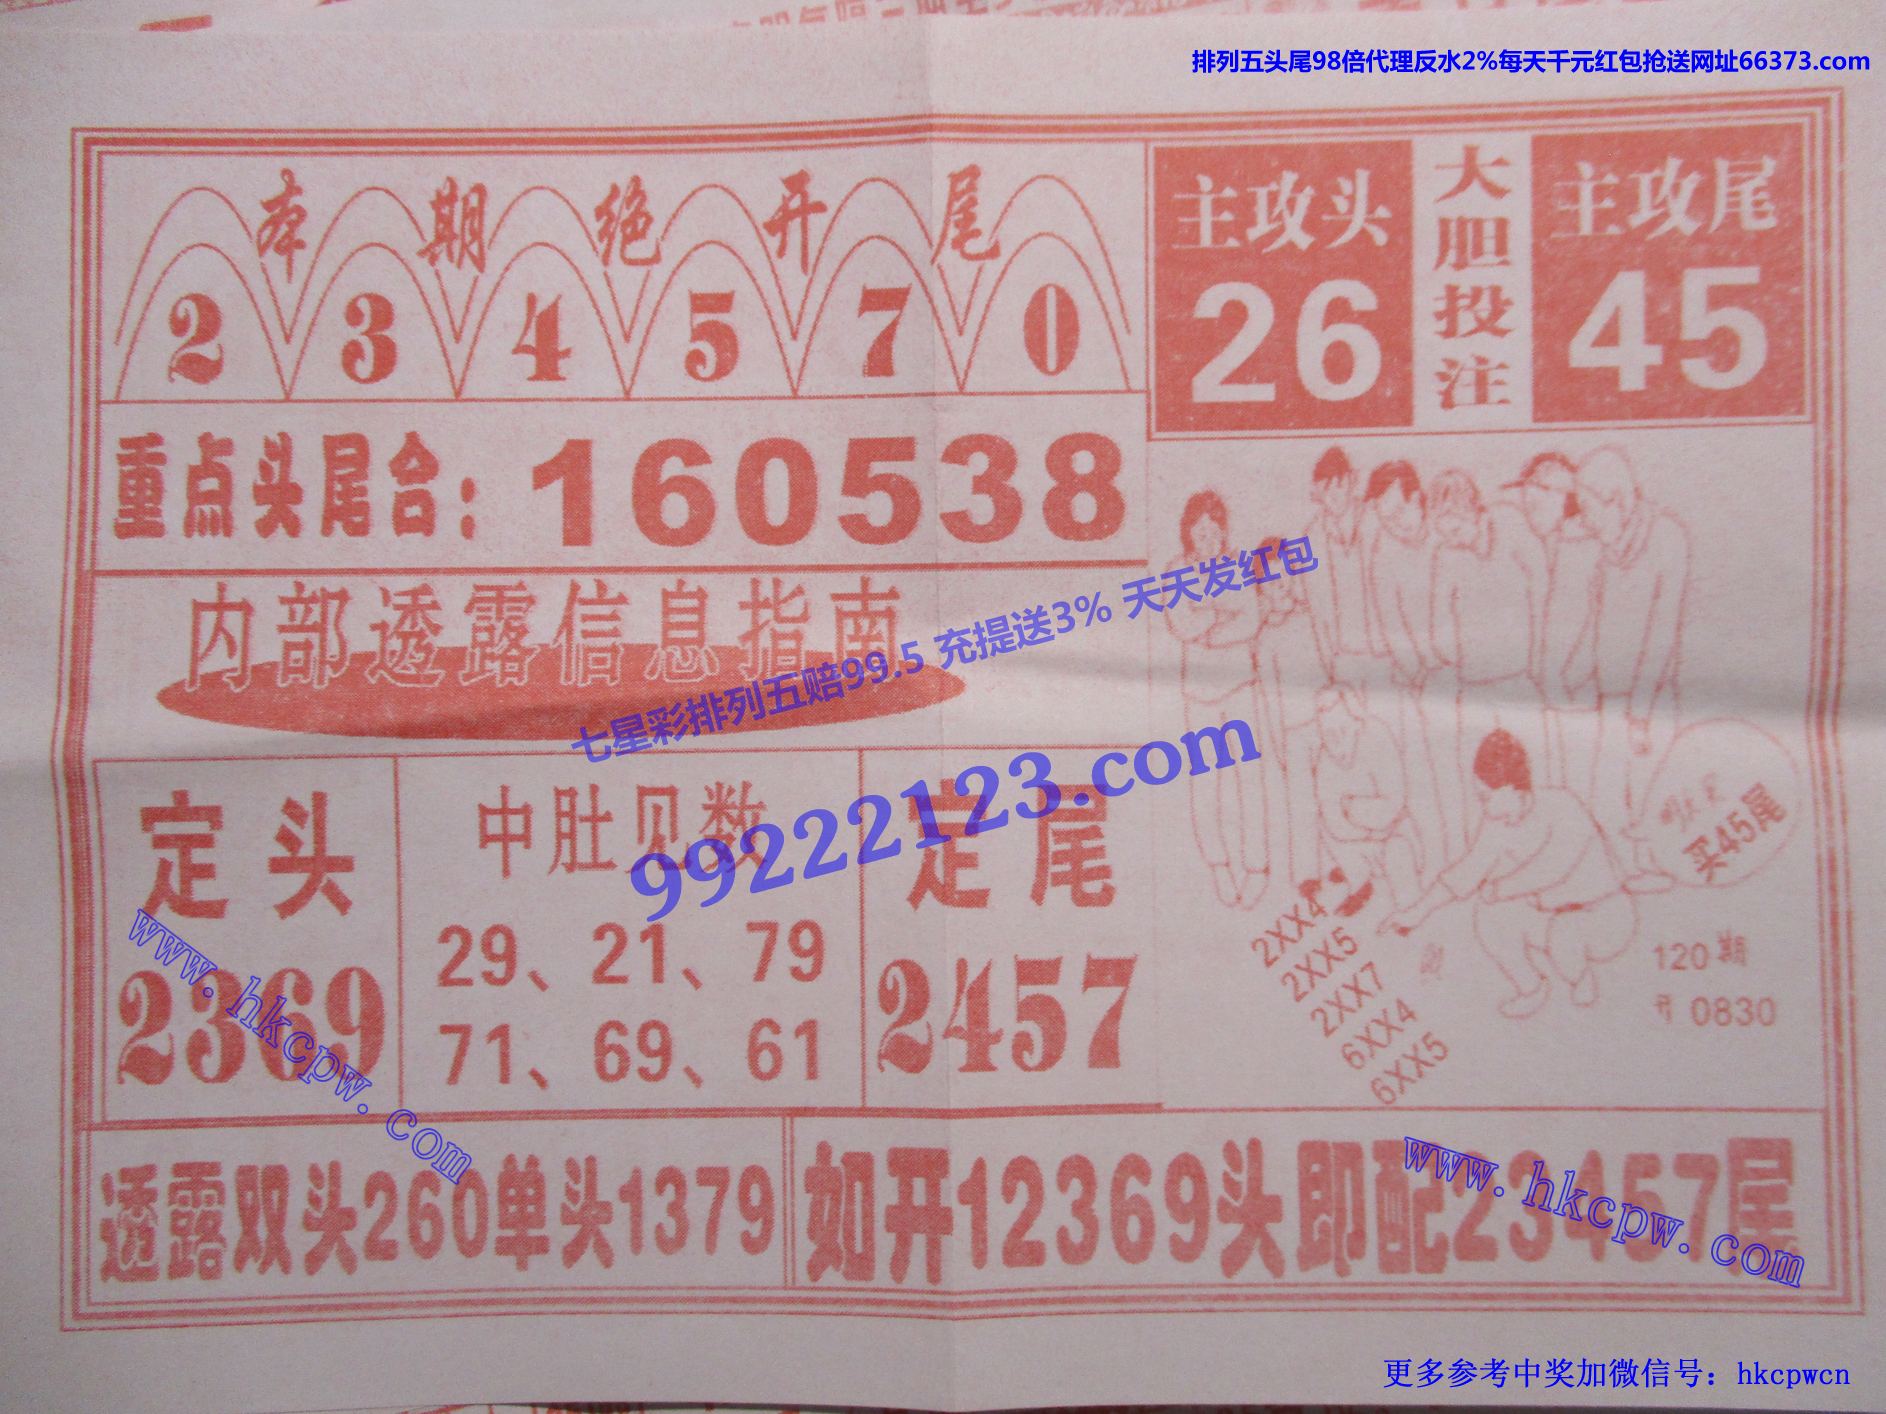 排列五头尾98倍代理反水2%每天千元红包抢送网址66373.com
本期绝开尾
2 3 4 5 7 0
主攻头
26
大胆投注
主攻尾
45
重点头尾合：160538
内部透露信息指南
七星彩排列五赔99.5 充提送3% 天天发红包
99222123.com
定头
2369
中肚见数
29、21、79
71、69、61
定尾
2457
买45尾
2XX4
2XX5
2XX7
6XX4
6XX5
120期
开0830
www.hkcpw.com
透露双头260单头1379
如开12369头即配23457尾
www.hkcpw.com
更多参考中奖加微信号：hkcpwcn